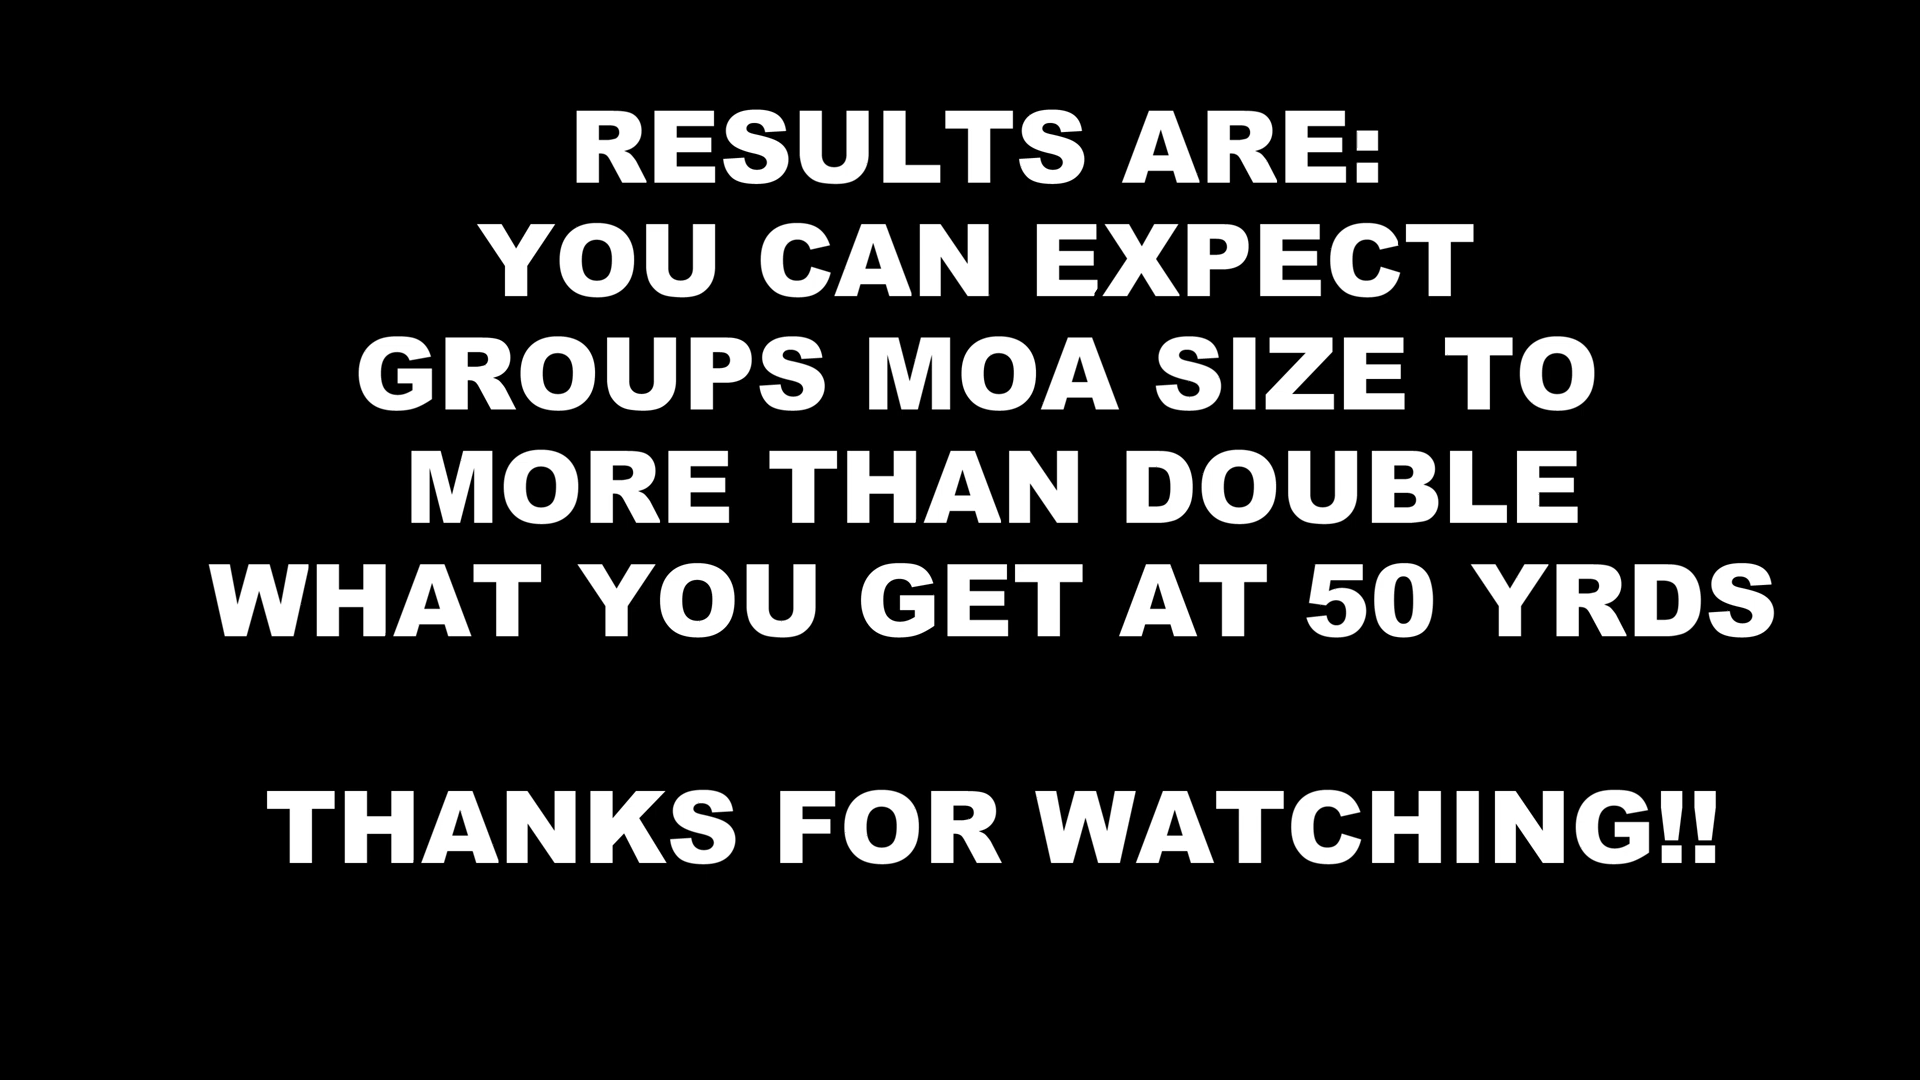 RESULTS ARE:
YOU CAN EXPECT
GROUPS MOA SIZE TO
MORE THAN DOUBLE
WHAT YOU GET AT 50 YRDS
THANKS FOR WATCHING!!